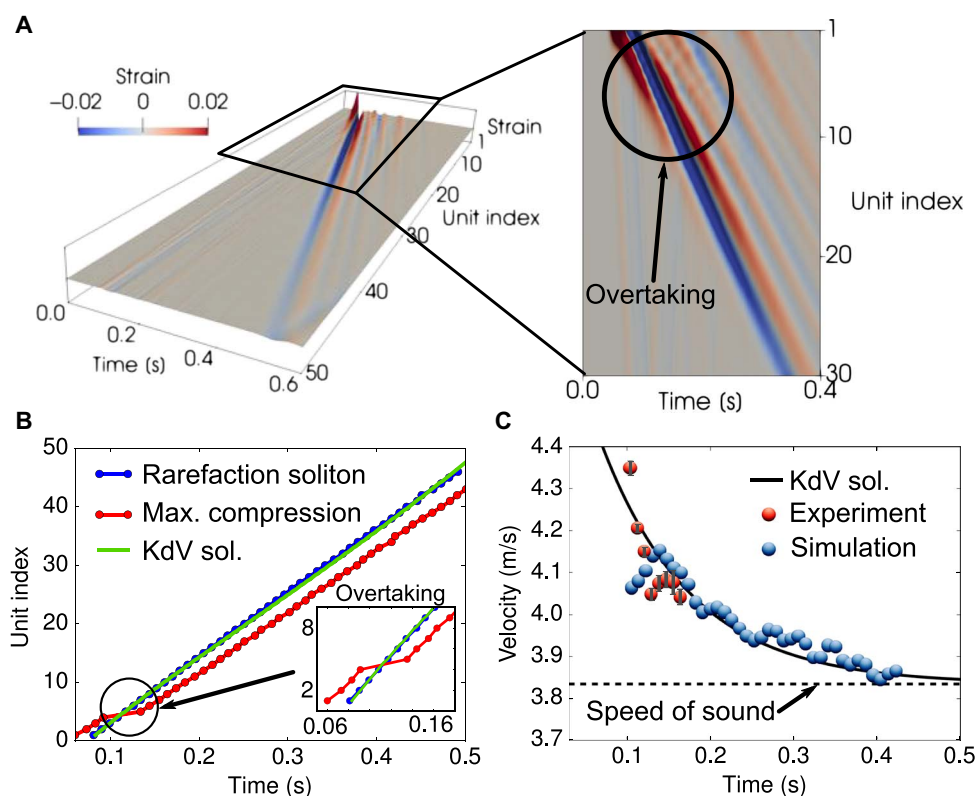 A
Strain
−0.02 0 0.02
Strain
1
10
20
Unit index
30
40
50
0.0
0.2
0.4
0.6
Time (s)
1
10
Unit index
20
30
Overtaking
0.0
0.4
Time (s)
B
50
40
30
20
10
0
Unit index
Rarefaction soliton
Max. compression
KdV sol.
Overtaking
8
2
0.06 0.16
0.1 0.2 0.3 0.4 0.5
Time (s)
C
4.4
4.3
4.2
4.1
4.0
3.9
3.8
3.7
Velocity (m/s)
KdV sol.
Experiment
Simulation
Speed of sound
0.1 0.2 0.3 0.4 0.5
Time (s)